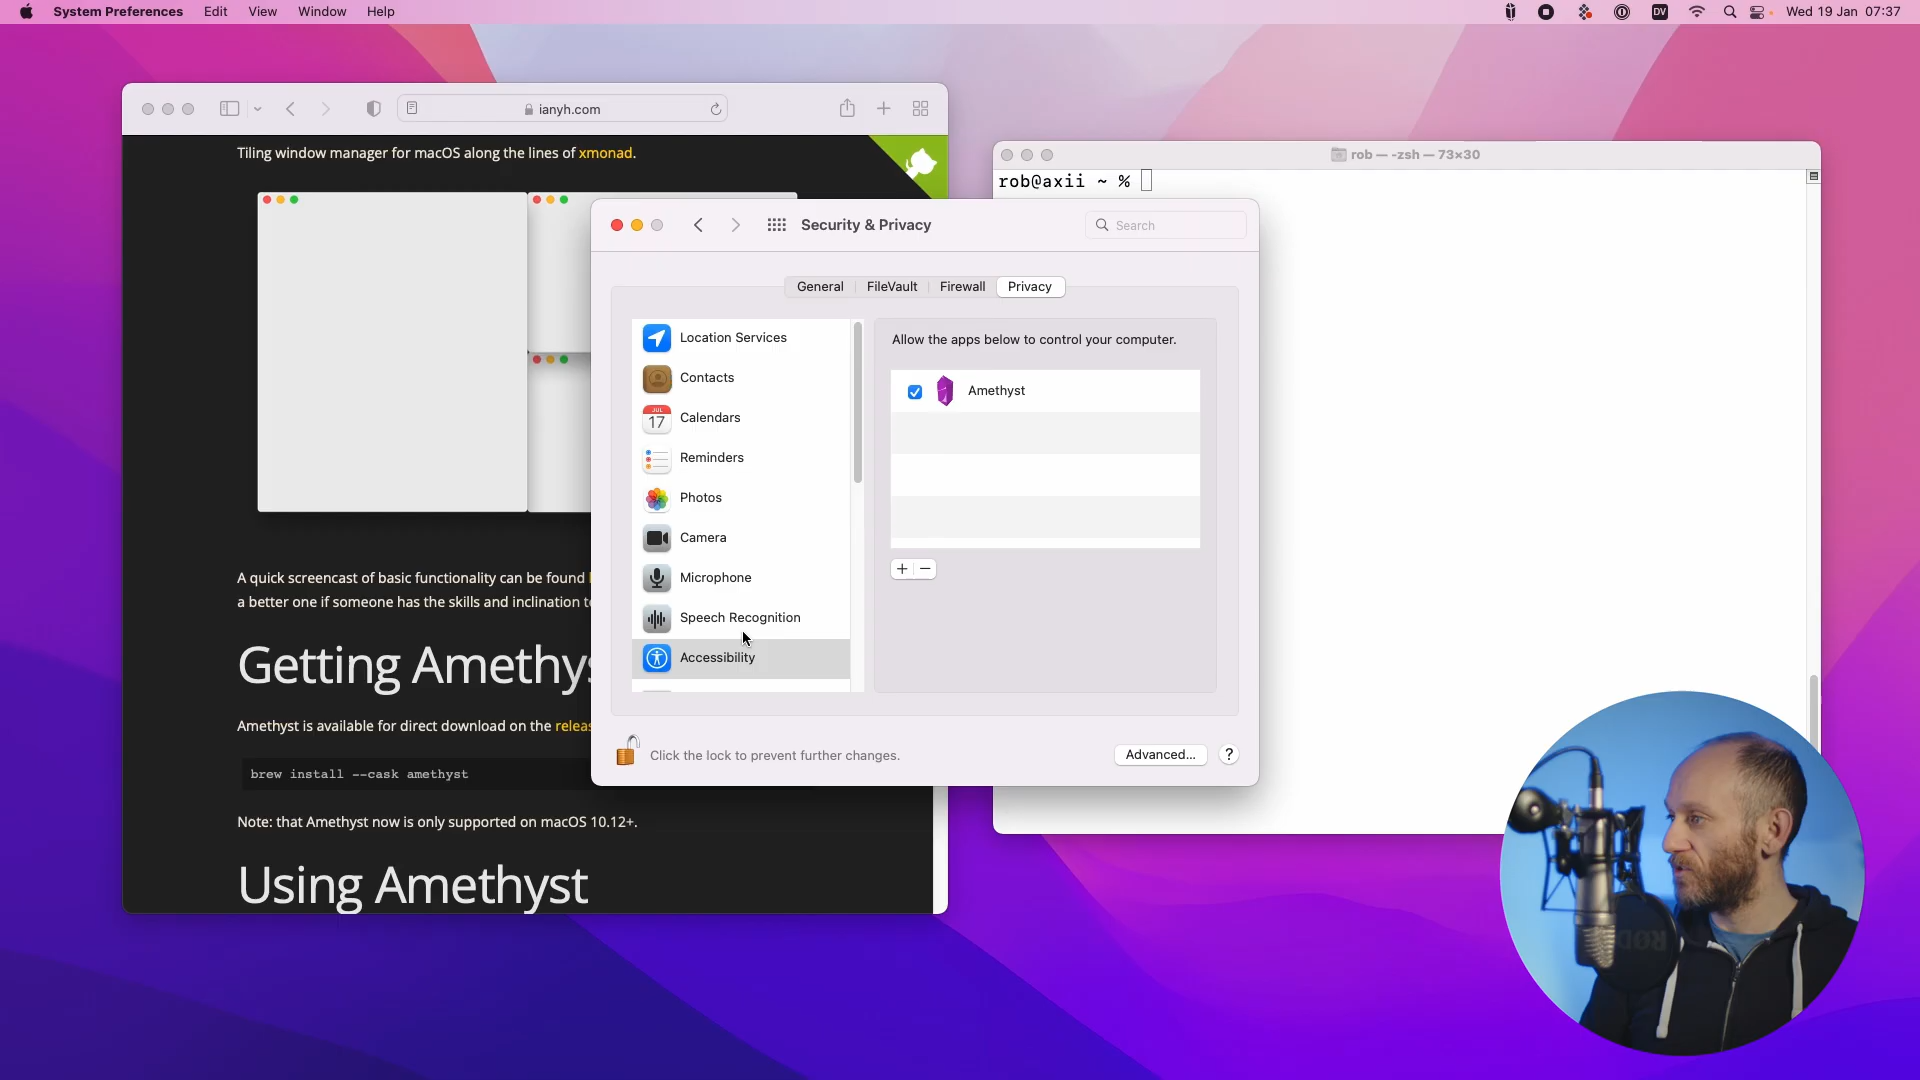 System Preferences Edit View Window Help
DV Wed 19 Jan 07:37
ianyh.com
Tiling window manager for macOS along the lines of xmonad.
A quick screencast of basic functionality can be found
a better one if someone has the skills and inclination
Getting Amethys
Amethyst is available for direct download on the releas
brew install --cask amethyst
Note: that Amethyst now is only supported on macOS 10.12+.
Using Amethyst
rob — -zsh — 73×30
rob@axii ~ %
Security & Privacy
Search
General FileVault Firewall Privacy
Location Services
Contacts
JUL
17
Calendars
Reminders
Photos
Camera
Microphone
Speech Recognition
Accessibility
Allow the apps below to control your computer.
Amethyst
+ −
Click the lock to prevent further changes.
Advanced... ?
RØDE